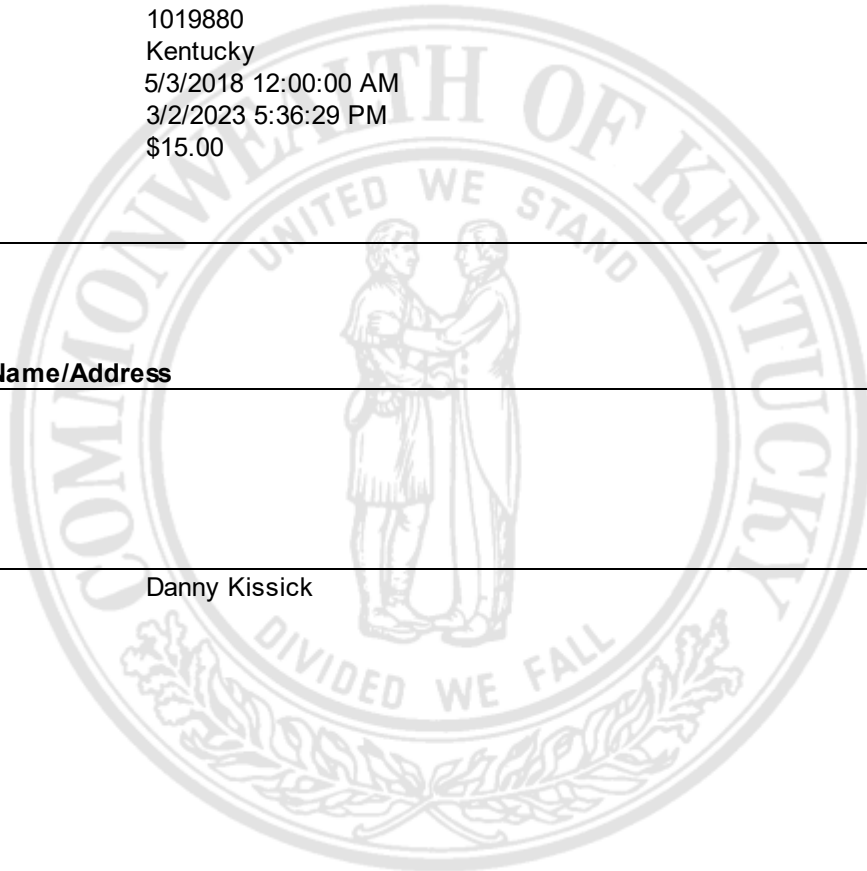 1019880
Kentucky
5/3/2018 12:00:00 AM
3/2/2023 5:36:29 PM
$15.00
COMMONWEALTH OF KENTUCKY
UNITED WE STAND
ame/Address
Danny Kissick
DIVIDED WE FALL